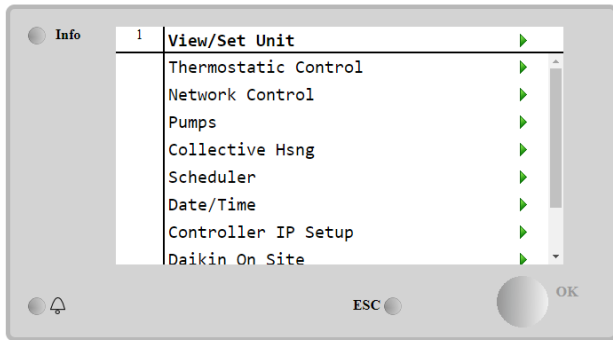 Info
1 View/Set Unit
Thermostatic Control
Network Control
Pumps
Collective Hsng
Scheduler
Date/Time
Controller IP Setup
Daikin On Site
ESC
OK